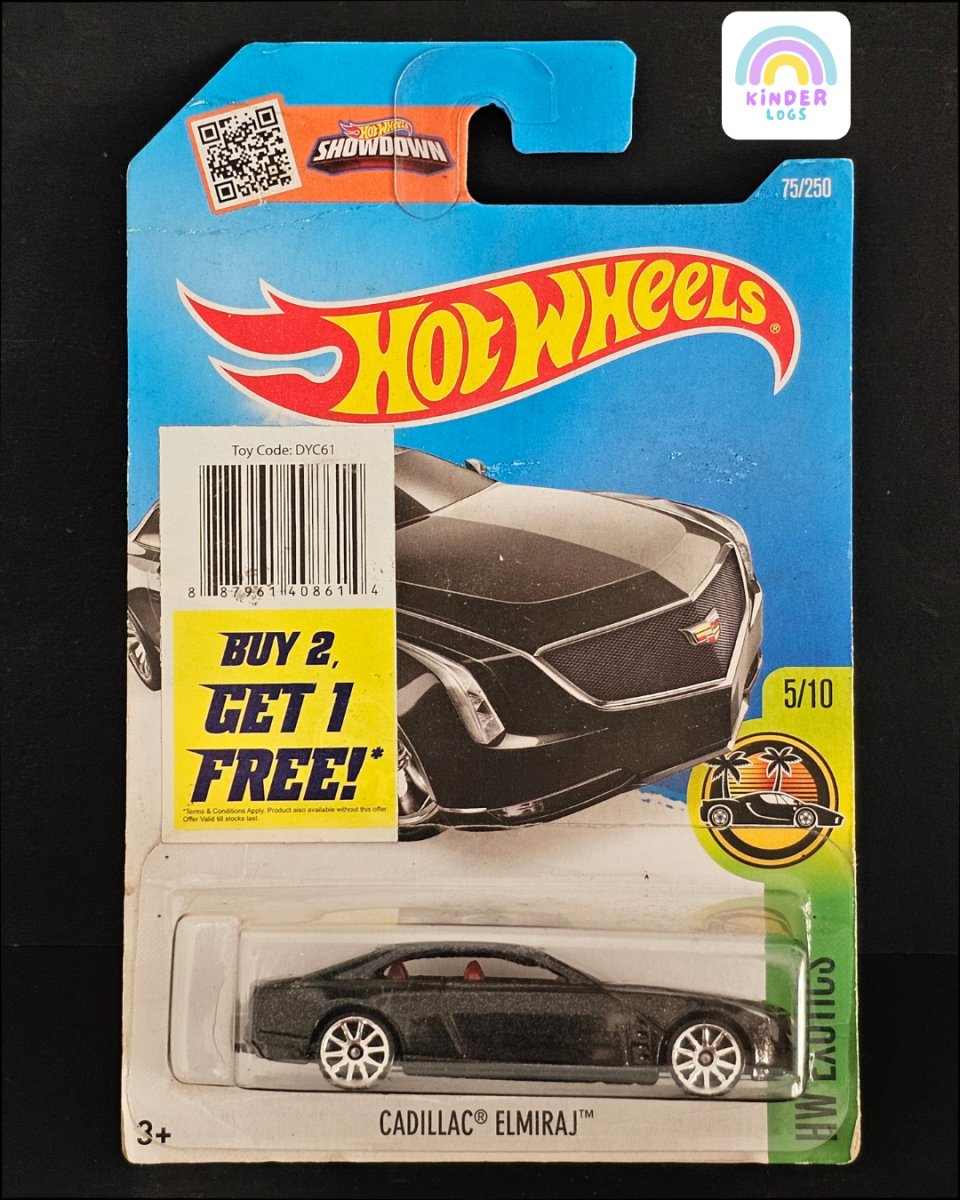 KiNDER
LOGS
HOT WHEELS
SHOWDOWN
75/250
HOT WHEELS®
Toy Code: DYC61
8 87961 40861 4
BUY 2,
GET 1
FREE!*
*Terms & Conditions Apply. Product also available without this offer.
Offer Valid till stocks last.
5/10
HW EXOTICS
CADILLAC® ELMIRAJ™
3+